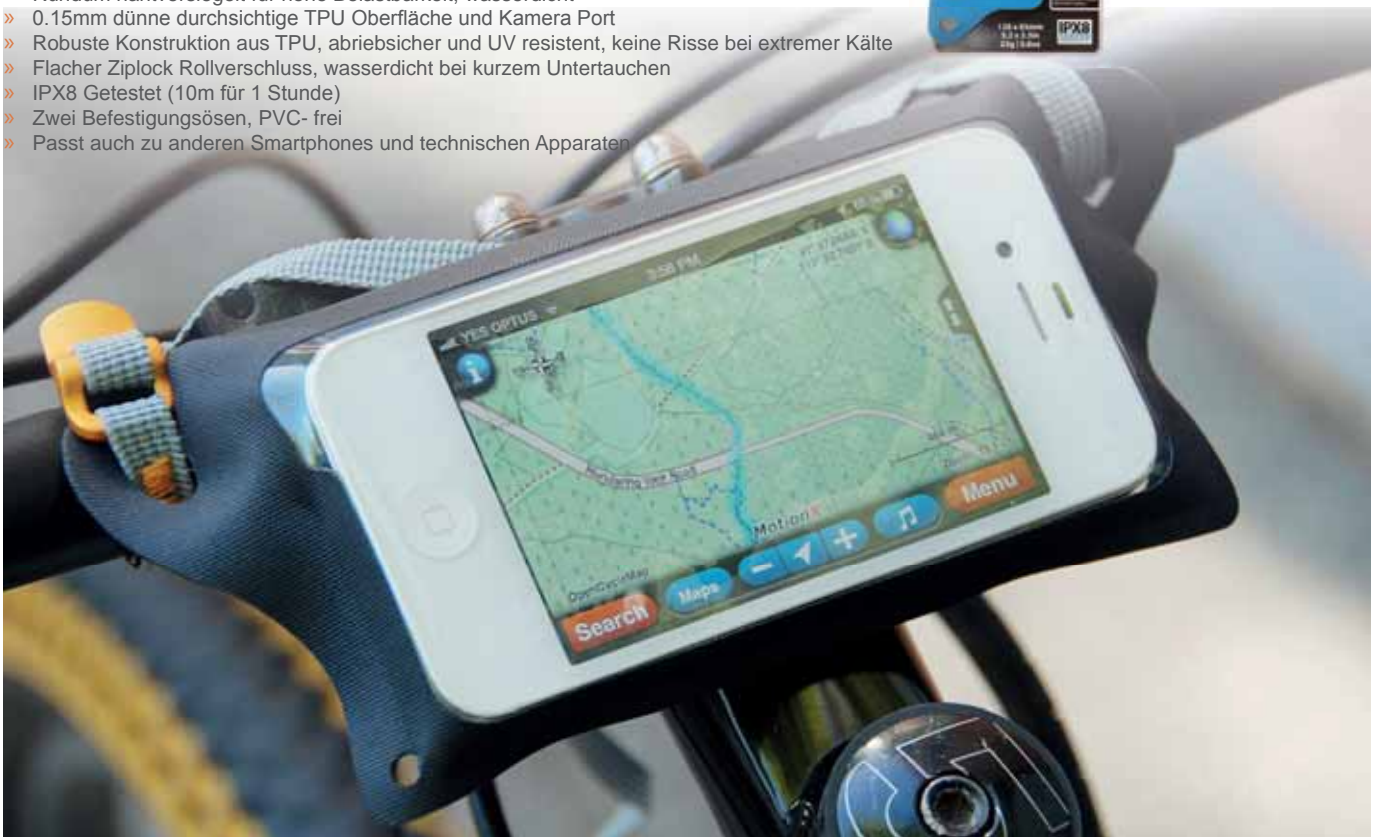 » 0.15mm dünne durchsichtige TPU Oberfläche und Kamera Port
» Robuste Konstruktion aus TPU, abriebsicher und UV resistent, keine Risse bei extremer Kälte
» Flacher Ziplock Rollverschluss, wasserdicht bei kurzem Untertauchen
» IPX8 Getestet (10m für 1 Stunde)
» Zwei Befestigungsösen, PVC- frei
» Passt auch zu anderen Smartphones und technischen Apparaten
IPX8
YES OPTUS
3:58 PM
MotionX
OpenCycleMap
Search
Maps
Menu